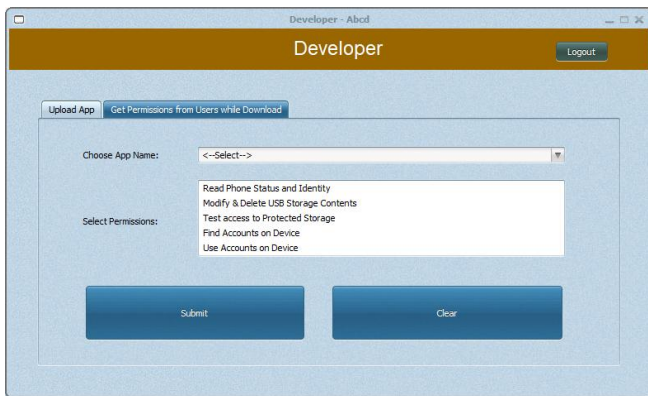 Developer - Abcd
Developer
Logout
Upload App
Get Permissions from Users while Download
Choose App Name:
<--Select-->
Select Permissions:
Read Phone Status and Identity
Modify & Delete USB Storage Contents
Test access to Protected Storage
Find Accounts on Device
Use Accounts on Device
Submit
Clear